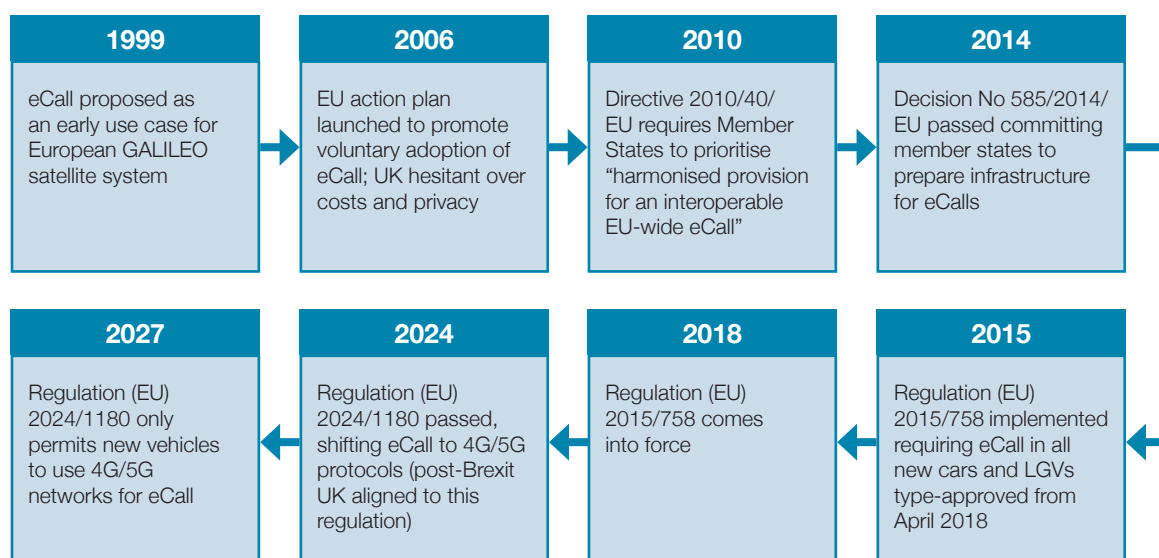 1999
eCall proposed as
an early use case for
European GALILEO
satellite system
2006
EU action plan
launched to promote
voluntary adoption of
eCall; UK hesitant over
costs and privacy
2010
Directive 2010/40/
EU requires Member
States to prioritise
“harmonised provision
for an interoperable
EU-wide eCall”
2014
Decision No 585/2014/
EU passed committing
member states to
prepare infrastructure
for eCalls
2015
Regulation (EU)
2015/758 implemented
requiring eCall in all
new cars and LGVs
type-approved from
April 2018
2018
Regulation (EU)
2015/758 comes
into force
2024
Regulation (EU)
2024/1180 passed,
shifting eCall to 4G/5G
protocols (post-Brexit
UK aligned to this
regulation)
2027
Regulation (EU)
2024/1180 only
permits new vehicles
to use 4G/5G
networks for eCall